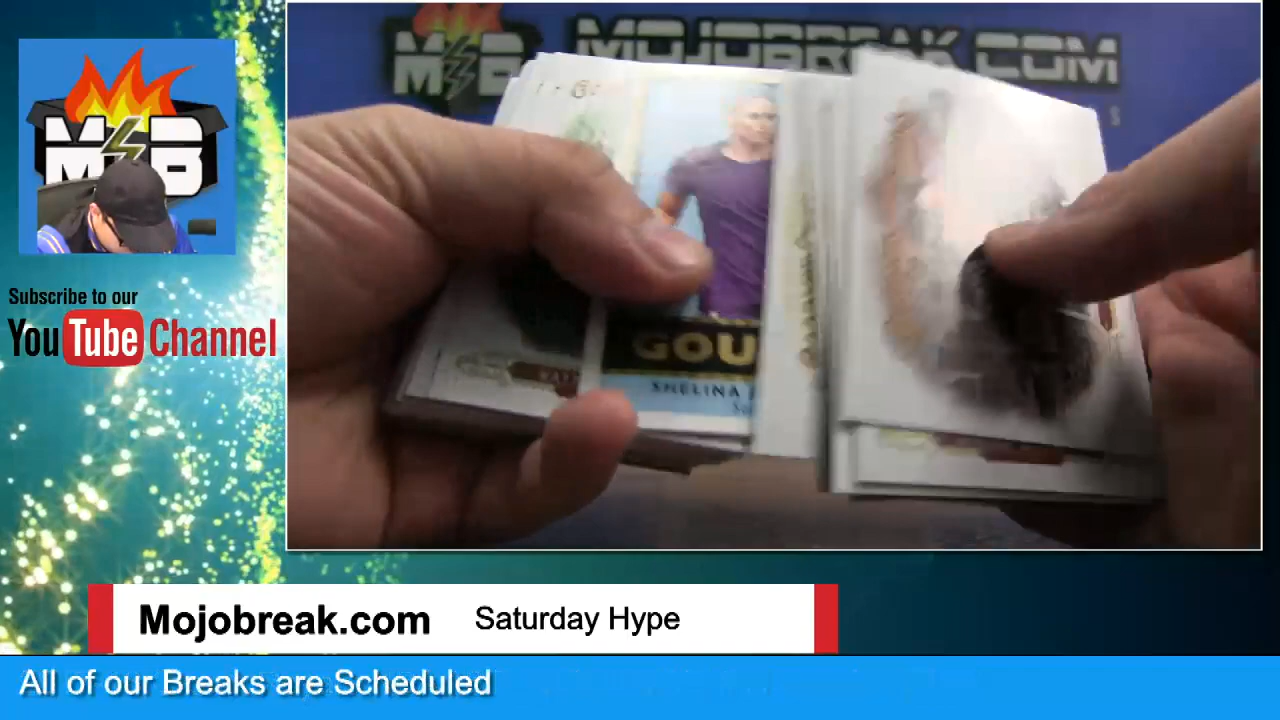 M B
MOJOBREAK.COM
M B
Subscribe to our
YouTube Channel
GOU
SHELINA
Mojobreak.com Saturday Hype
All of our Breaks are Scheduled